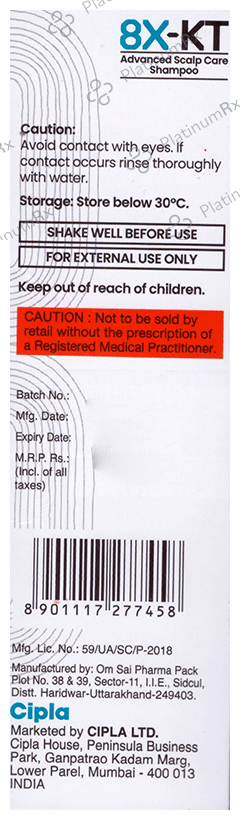 8X-KT
Advanced Scalp Care
Shampoo
Caution:
Avoid contact with eyes. If
contact occurs rinse thoroughly
with water.
Storage: Store below 30°C.
SHAKE WELL BEFORE USE
FOR EXTERNAL USE ONLY
Keep out of reach of children.
CAUTION : Not to be sold by
retail without the prescription of
a Registered Medical Practitioner.
Batch No.:
Mfg. Date:
Expiry Date:
M.R.P. Rs.:
(Incl. of all
taxes)
8 901117 277458
Mfg. Lic. No.: 59/UA/SC/P-2018
Manufactured by: Om Sai Pharma Pack
Plot No. 38 & 39, Sector-11, I.I.E., Sidcul,
Distt. Haridwar-Uttarakhand-249403.
Cipla
Marketed by CIPLA LTD.
Cipla House, Peninsula Business
Park, Ganpatrao Kadam Marg,
Lower Parel, Mumbai - 400 013
INDIA
PlatinumRx